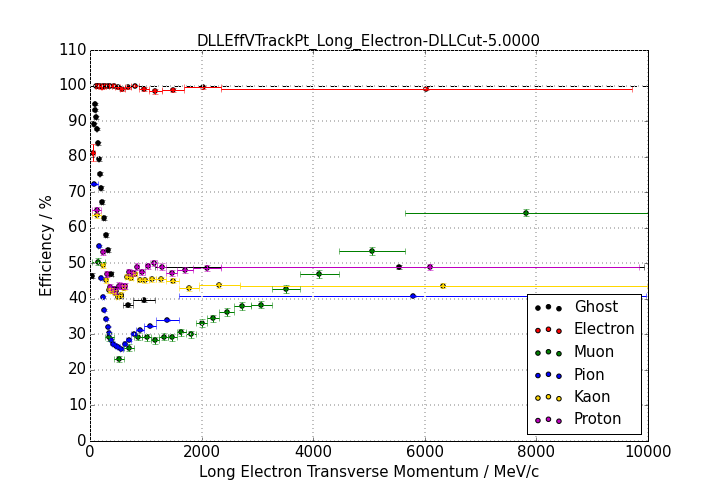 DLLEffVTrackPt_Long_Electron-DLLCut-5.0000
110
100
90
80
70
60
50
40
30
20
10
0
Efficiency / %
0 2000 4000 6000 8000 10000
Long Electron Transverse Momentum / MeV/c
Ghost
Electron
Muon
Pion
Kaon
Proton